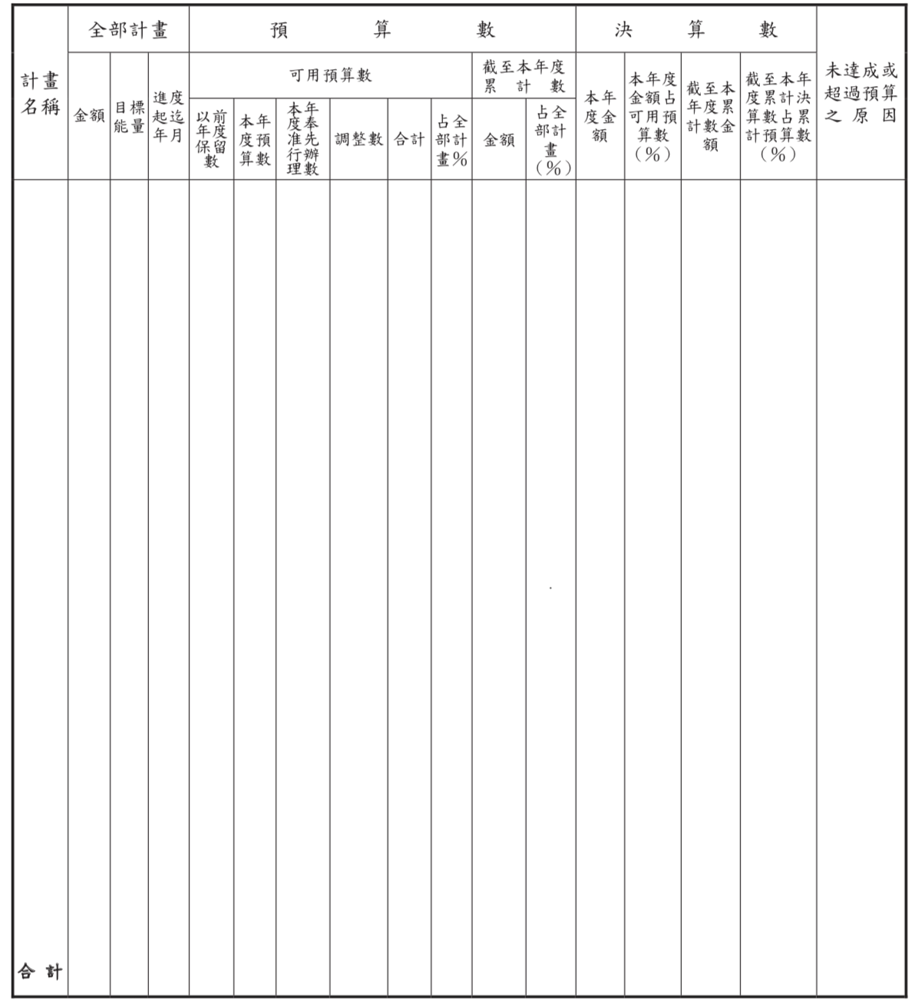 計畫
名稱
全部計畫
金額
目標
能量
進度
起迄
年月
預算數
可用預算數
以前
年度
保留
數
本年
度預
算數
本年
度奉
准先
行辦
理數
調整數
合計
占全
部計
畫%
截至本年度
累計數
金額
占全
部計
畫
(%)
決算數
本年
度金
額
本年度
金額占
可用預
算數
(%)
截至本
年度累
計數金
額
截至本年
度累計決
算數占累
計預算數
(%)
未達成或
超過預算
之原因
合計